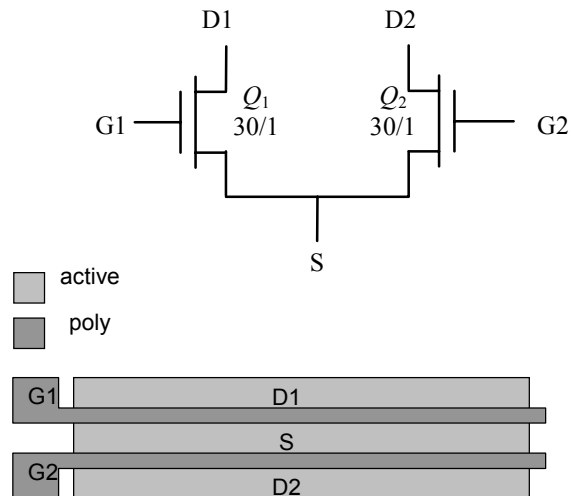 D1 D2
Q1 Q2
G1 30/1 30/1 G2
S
active
poly
G1 D1
S
G2 D2